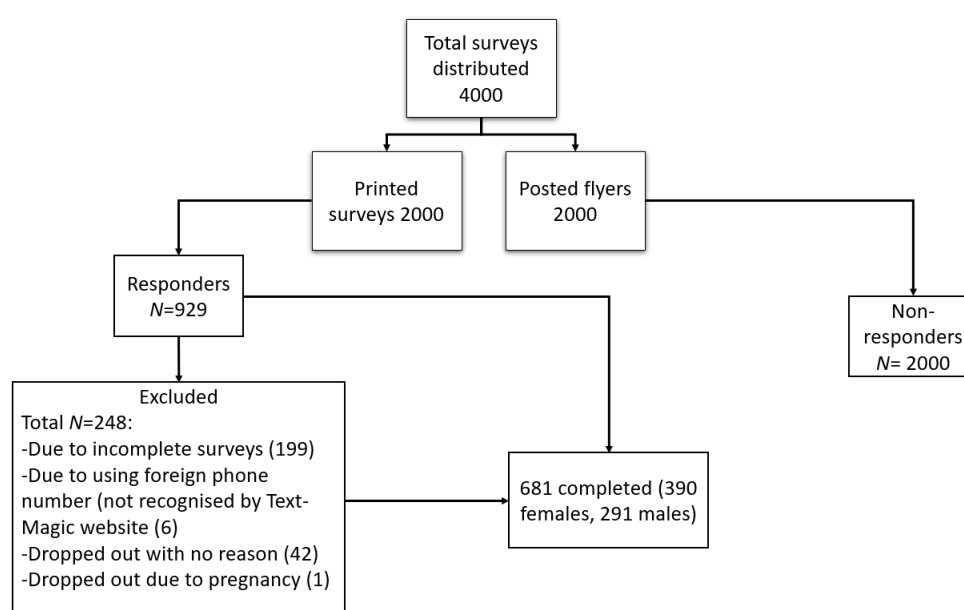 Total surveys
distributed
4000
Printed
surveys 2000
Posted flyers
2000
Responders
N=929
Non-
responders
N= 2000
Excluded
Total N=248:
-Due to incomplete surveys (199)
-Due to using foreign phone
number (not recognised by Text-
Magic website (6)
-Dropped out with no reason (42)
-Dropped out due to pregnancy (1)
681 completed (390
females, 291 males)